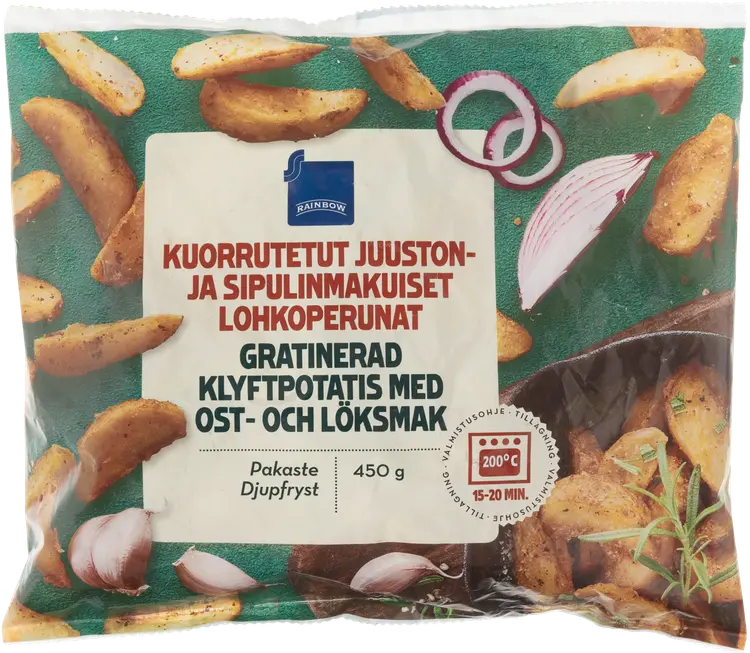 RAINBOW
KUORRUTETUT JUUSTON-
JA SIPULINMAKUISET
LOHKOPERUNAT
GRATINERAD
KLYFTPOTATIS MED
OST- OCH LÖKSMAK
Pakaste
Djupfryst
450 g
VALMISTUSOHJE · TILLAGNING · VALMISTUSOHJE · TILLAGNING ·
200°C
15-20 MIN.